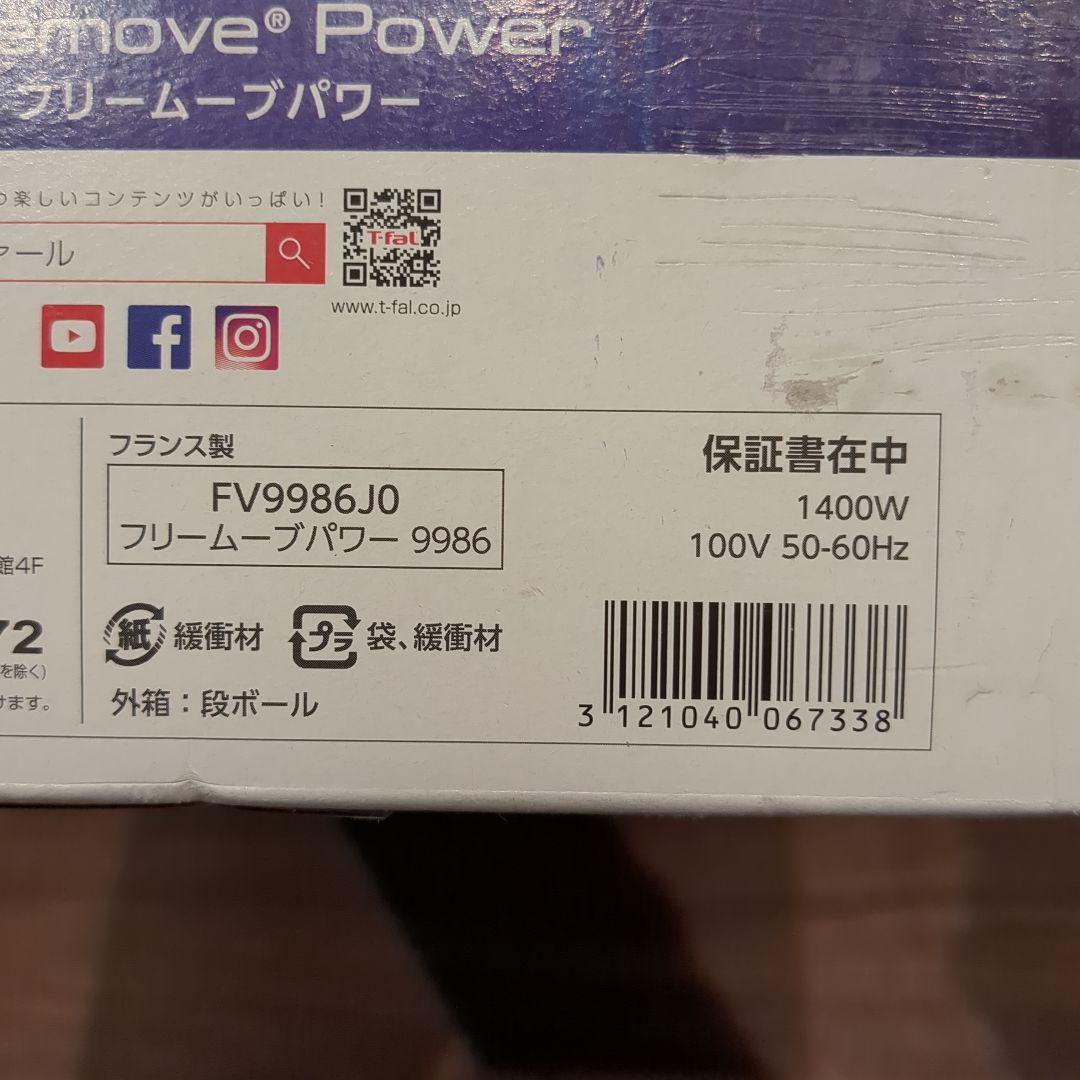 emove® Power
フリームーブパワー
楽しいコンテンツがいっぱい!
ァール
T-fal
www.t-fal.co.jp
フランス製
FV9986J0
フリームーブパワー 9986
保証書在中
1400W
100V 50-60Hz
館4F
72
を除く)
けます。
紙 緩衝材
プラ 袋、緩衝材
外箱:段ボール
3 121040 067338